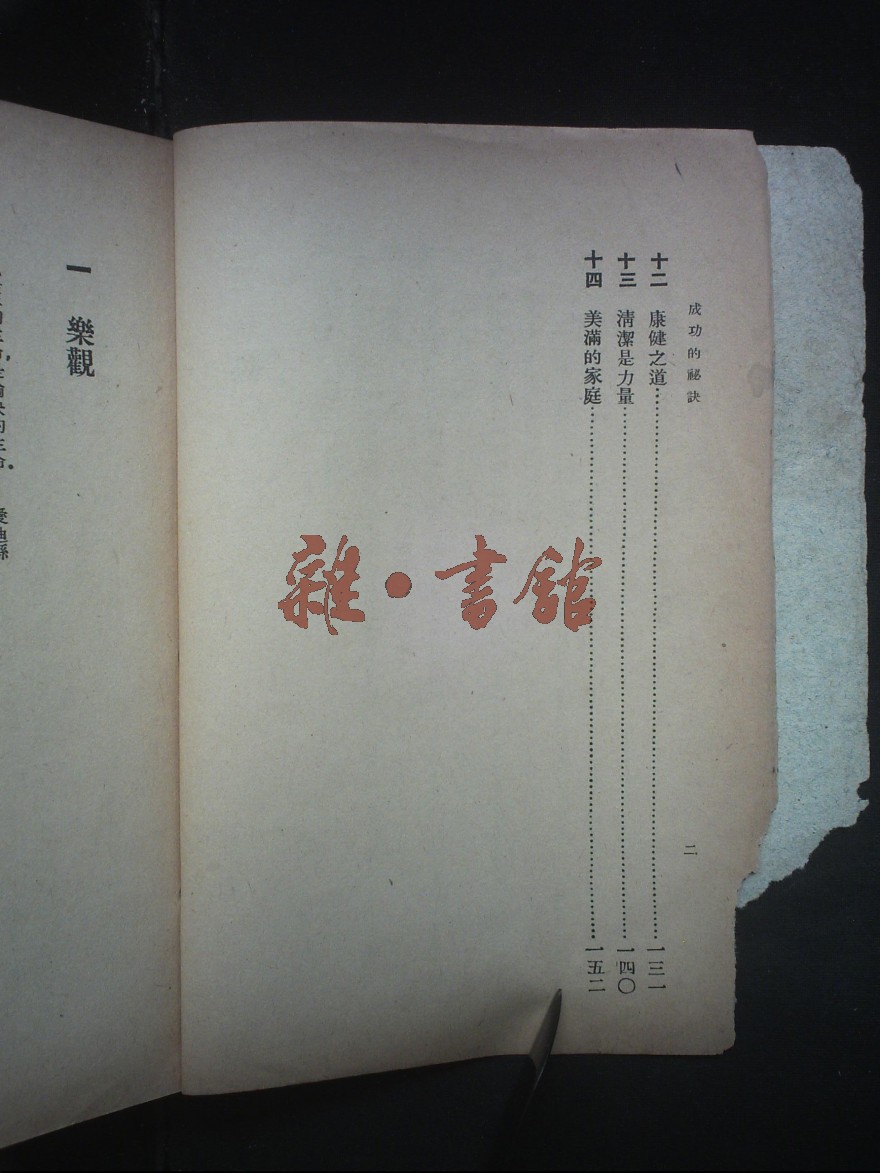 成功的祕訣
二
十二 康健之道……一三一
十三 清潔是力量……一四〇
十四 美滿的家庭……一五二
雜·書館
一 樂觀